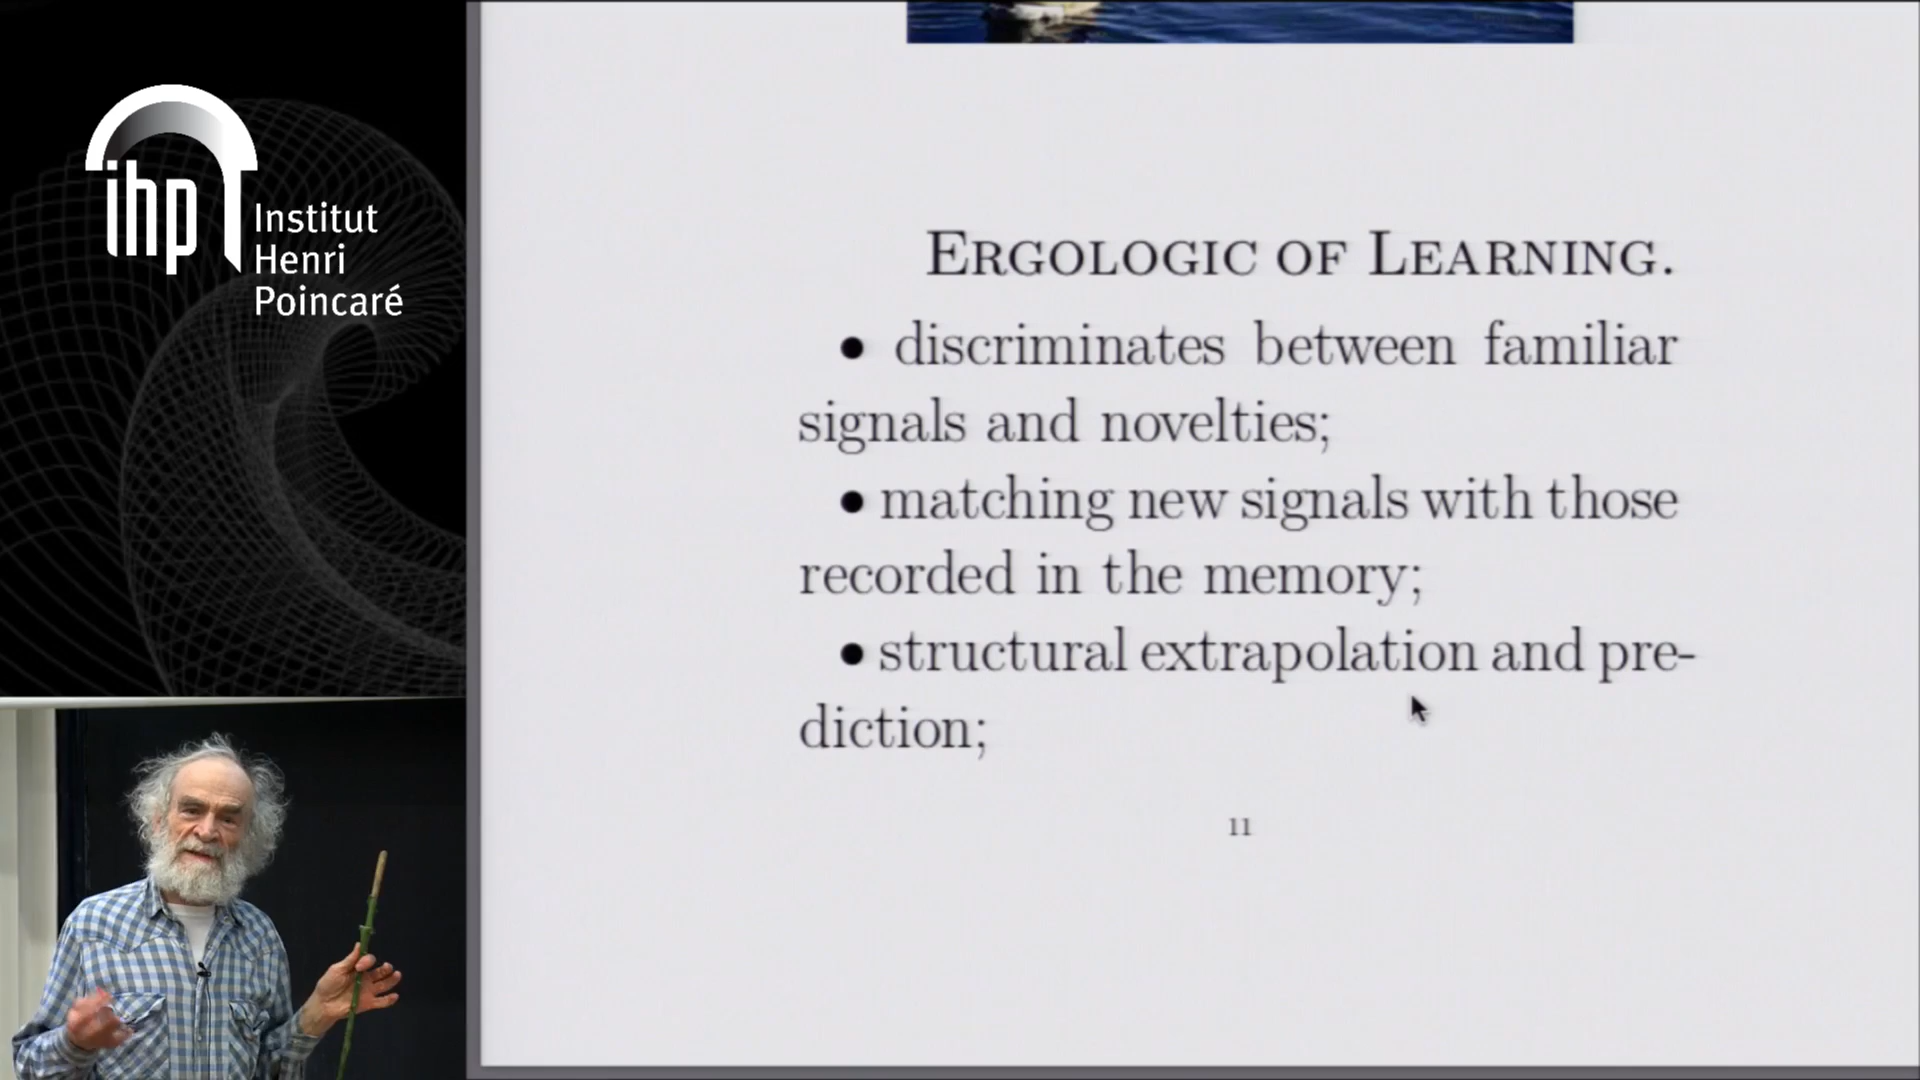 ihp
Institut
Henri
Poincaré
ERGOLOGIC OF LEARNING.
• discriminates between familiar
signals and novelties;
• matching new signals with those
recorded in the memory;
• structural extrapolation and pre-
diction;
11